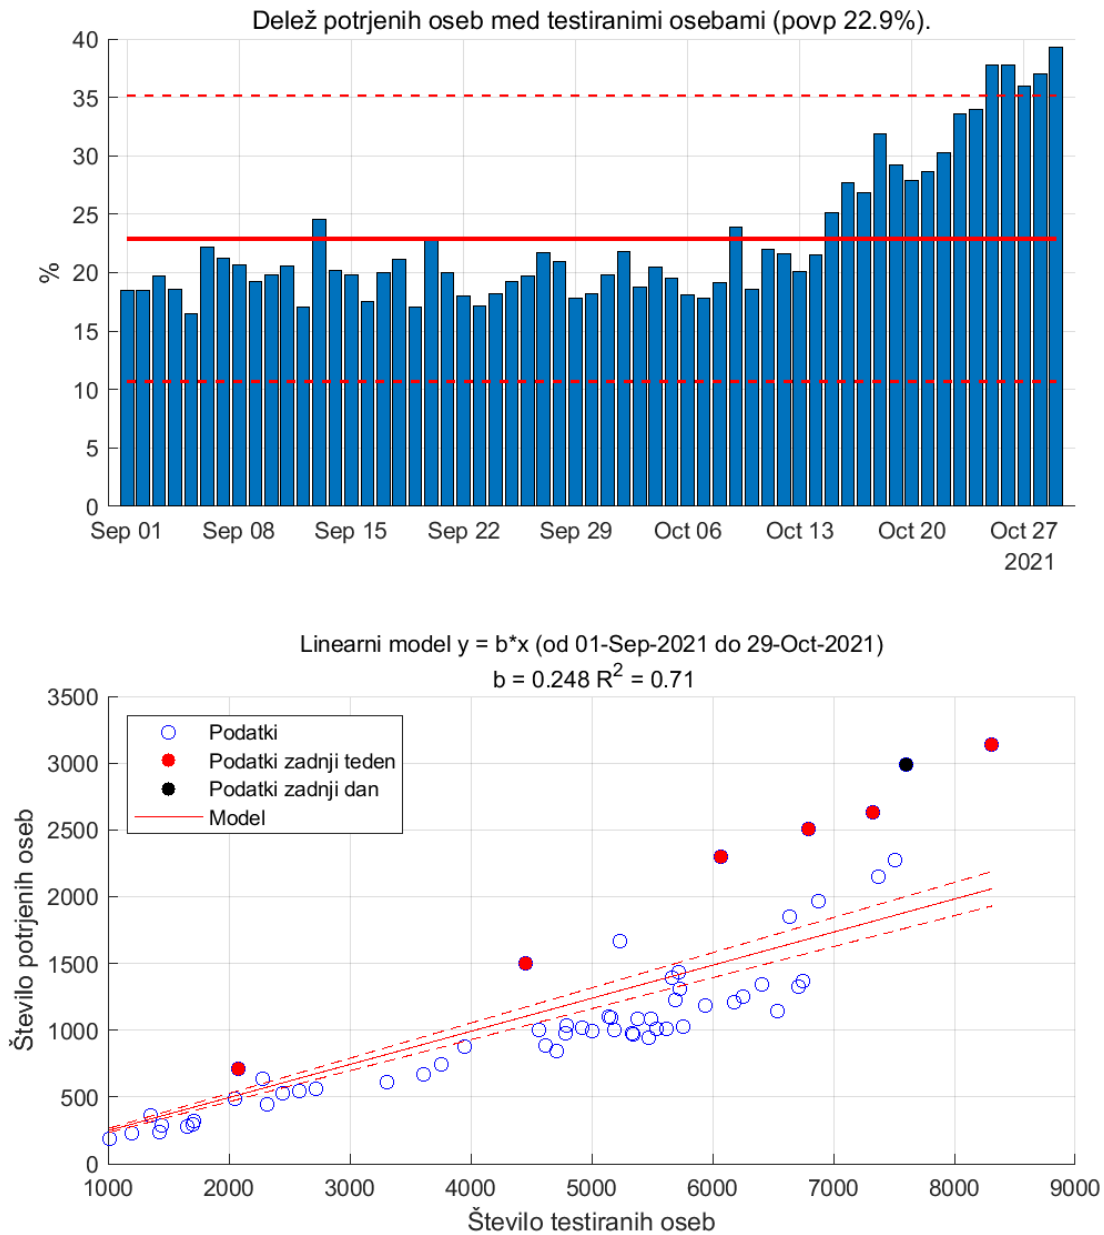 Delež potrjenih oseb med testiranimi osebami (povp 22.9%).
40
35
30
25
20
15
10
5
0
%
Sep 01 Sep 08 Sep 15 Sep 22 Sep 29 Oct 06 Oct 13 Oct 20 Oct 27
2021
Linearni model y = b*x (od 01-Sep-2021 do 29-Oct-2021)
b = 0.248 R² = 0.71
3500
3000
2500
2000
1500
1000
500
0
Število potrjenih oseb
Podatki
Podatki zadnji teden
Podatki zadnji dan
Model
1000 2000 3000 4000 5000 6000 7000 8000 9000
Število testiranih oseb